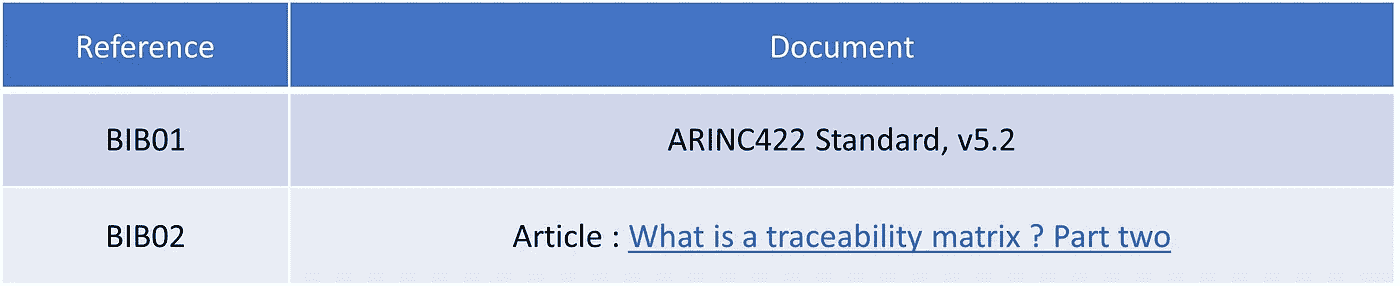 Reference Document
BIB01 ARINC422 Standard, v5.2
BIB02 Article : What is a traceability matrix ? Part two